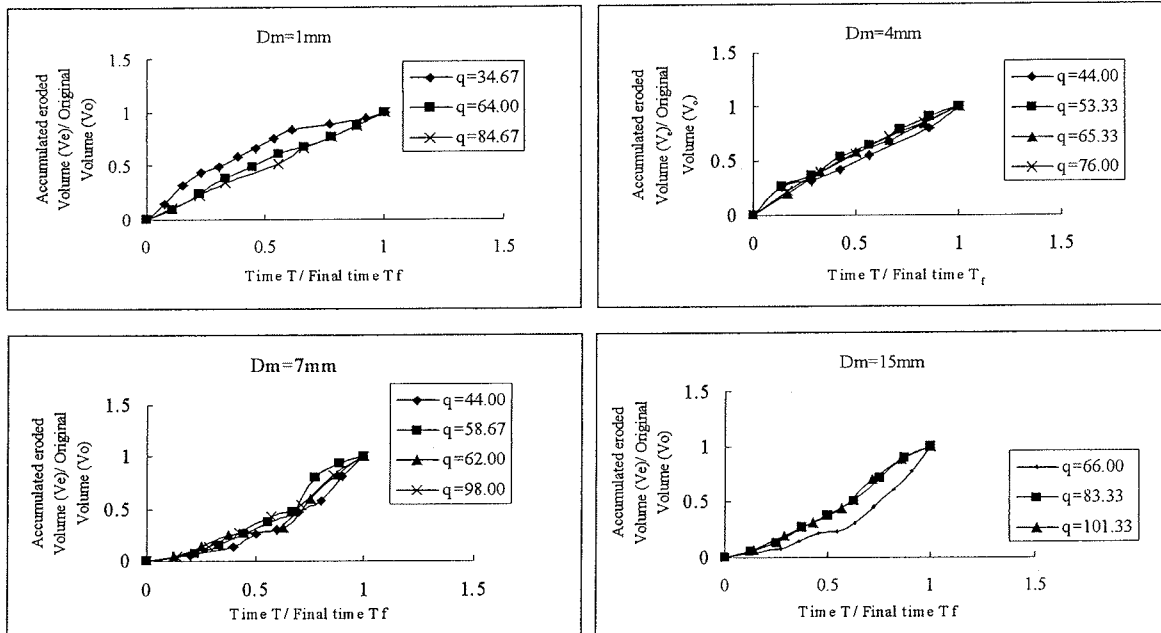 Dm=1mm
Accumulated eroded
Volume (Ve)/ Original
Volume (Vo)
1.5
1
0.5
0
0
0.5
1
1.5
Time T/ Final time Tf
q=34.67
q=64.00
q=84.67
Dm=4mm
Accumulated eroded
Volume (Ve)/ Original
Volume (Vo)
1.5
1
0.5
0
0
0.5
1
1.5
Time T/ Final time Tf
q=44.00
q=53.33
q=65.33
q=76.00
Dm=7mm
Accumulated eroded
Volume (Ve)/ Original
Volume (Vo)
1.5
1
0.5
0
0
0.5
1
1.5
Time T/ Final time Tf
q=44.00
q=58.67
q=62.00
q=98.00
Dm=15mm
Accumulated eroded
Volume (Ve)/ Original
Volume (Vo)
1.5
1
0.5
0
0
0.5
1
1.5
Time T/ Final time Tf
q=66.00
q=83.33
q=101.33